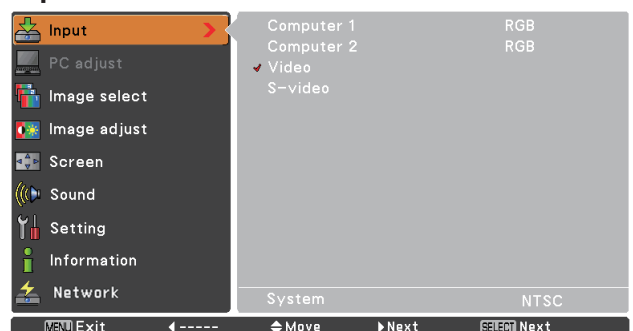 Input
PC adjust
Image select
Image adjust
Screen
Sound
Setting
Information
Network
Computer 1 RGB
Computer 2 RGB
Video
S-video
System NTSC
MENU Exit ----- Move Next SELECT Next